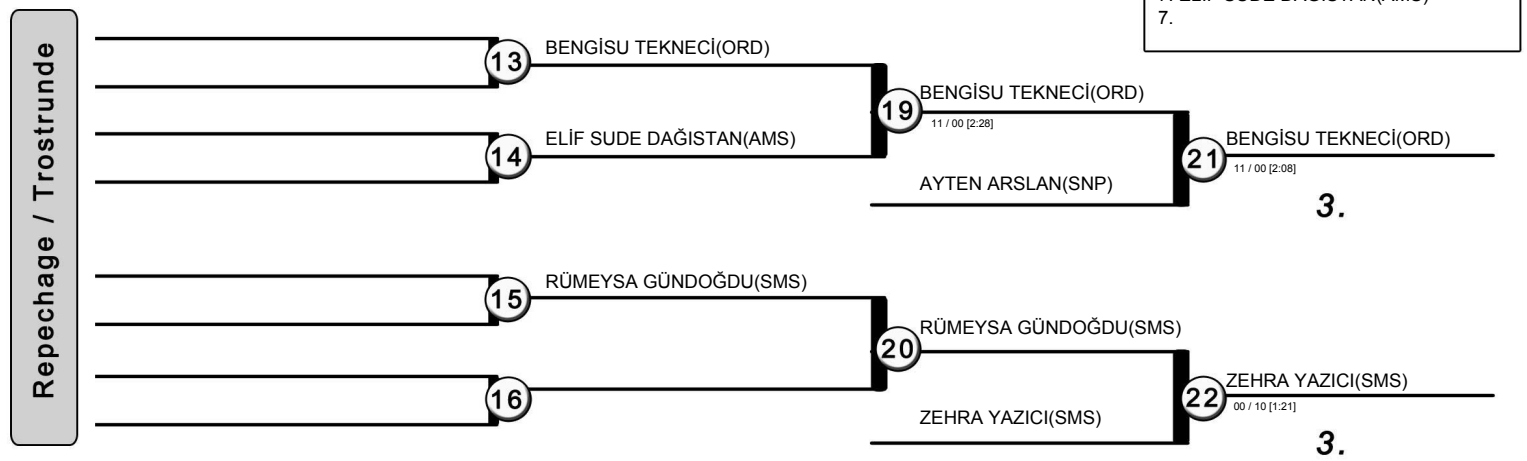 7.
Repechage / Trostrunde
13
BENGİSU TEKNECİ(ORD)
14
ELİF SUDE DAĞISTAN(AMS)
19
BENGİSU TEKNECİ(ORD)
11 / 00 [2:28]
AYTEN ARSLAN(SNP)
21
BENGİSU TEKNECİ(ORD)
11 / 00 [2:08]
3.
15
RÜMEYSA GÜNDOĞDU(SMS)
16
20
RÜMEYSA GÜNDOĞDU(SMS)
ZEHRA YAZICI(SMS)
22
ZEHRA YAZICI(SMS)
00 / 10 [1:21]
3.